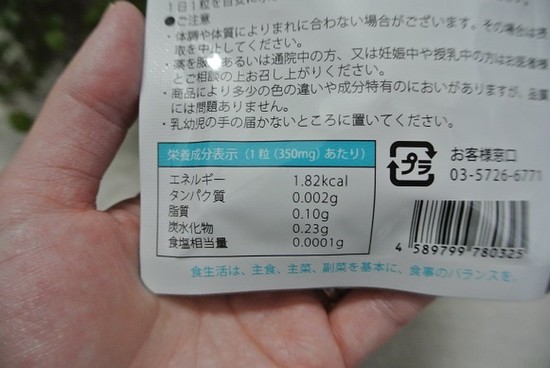 1日1粒を目安に
●ご注意
・体調や体質によりまれに合わない場合がございます。その場合は摂
取を中止してください。
・薬を服 あるいは通院中の方、又は妊娠中や授乳中の方はお医者様
とご相談の上お召し上がりください。
・商品により多少の色の違いや成分特有のにおいがありますが、品質
には問題ありません。
・乳幼児の手の届かないところに置いてください。
栄養成分表示（1粒（350mg）あたり）
エネルギー 1.82kcal
タンパク質 0.002g
脂質 0.10g
炭水化物 0.23g
食塩相当量 0.0001g
プラ
お客様窓口
03-5726-6771
4 589799 780325
食生活は、主食、主菜、副菜を基本に、食事のバランスを。